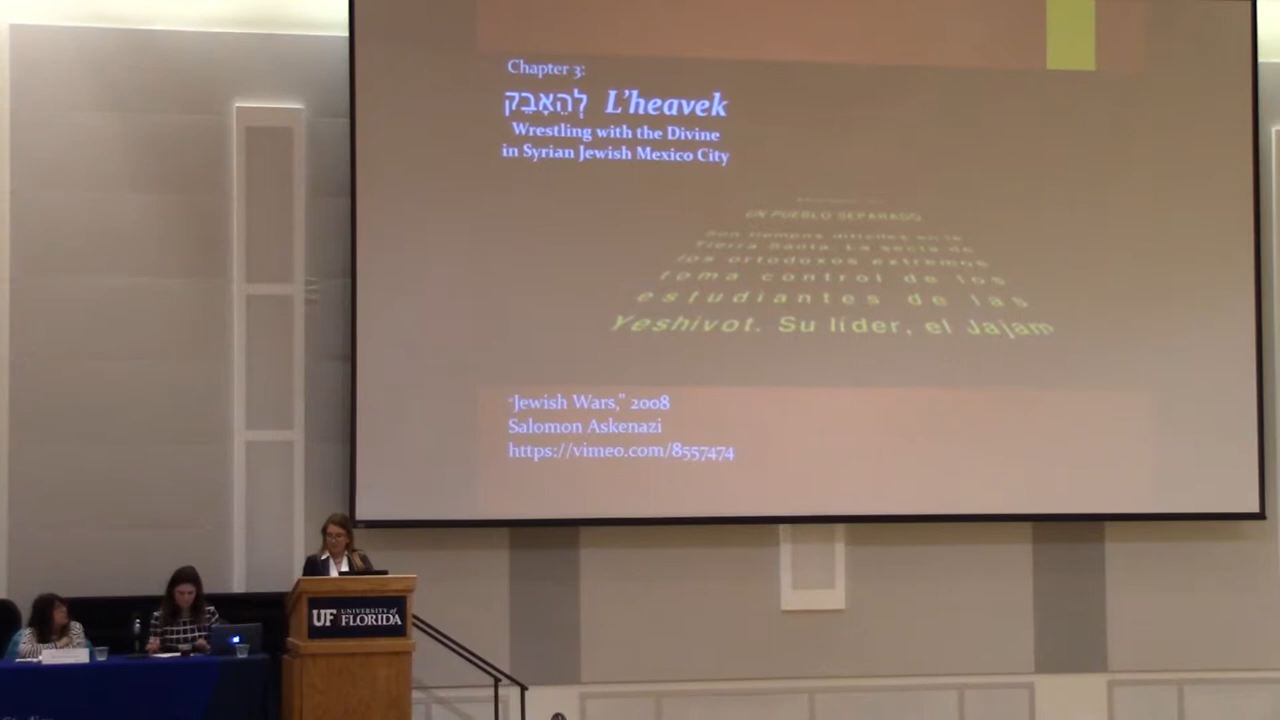 Chapter 3:
לְהֵאָבֵק L'heavek
Wrestling with the Divine
in Syrian Jewish Mexico City
UN PUEBLO SEPARADO
Son tiempos difíciles en la
Tierra Santa. La secta de
los ortodoxos extremos
toma control de los
estudiantes de las
Yeshivot. Su líder, el Jajam
"Jewish Wars," 2008
Salomon Askenazi
https://vimeo.com/8557474
UF UNIVERSITY of
FLORIDA
Studies